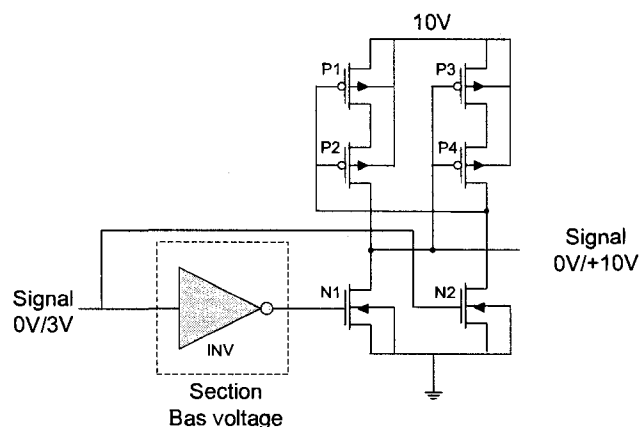 10V
P1
P3
P2
P4
Signal
0V/+10V
Signal
0V/3V
N1
N2
INV
Section
Bas voltage